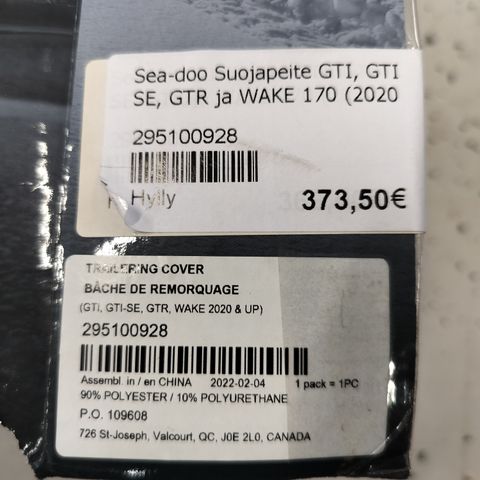 Sea-doo Suojapeite GTI, GTI
SE, GTR ja WAKE 170 (2020
295100928
Hylly
373,50€
TRAILERING COVER
BÂCHE DE REMORQUAGE
(GTI, GTI-SE, GTR, WAKE 2020 & UP)
295100928
Assembl. in / en CHINA 2022-02-04 1 pack = 1PC
90% POLYESTER / 10% POLYURETHANE
P.O. 109608
726 St-Joseph, Valcourt, QC, J0E 2L0, CANADA